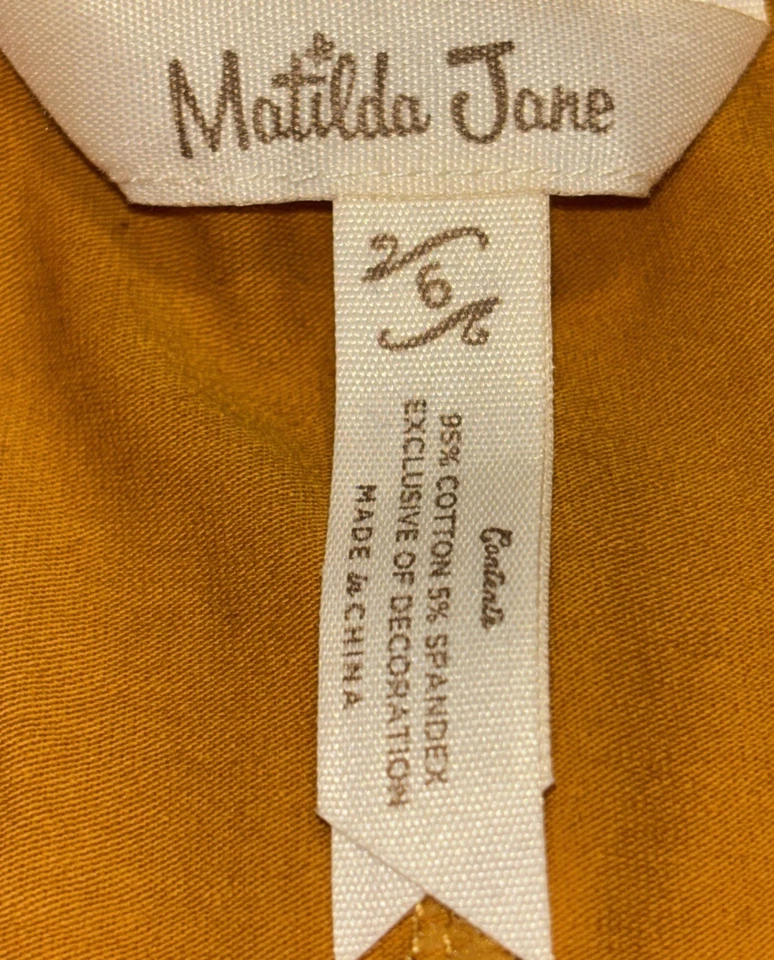 Matilda Jane
6
Contents
95% COTTON 5% SPANDEX
EXCLUSIVE OF DECORATION
MADE in CHINA